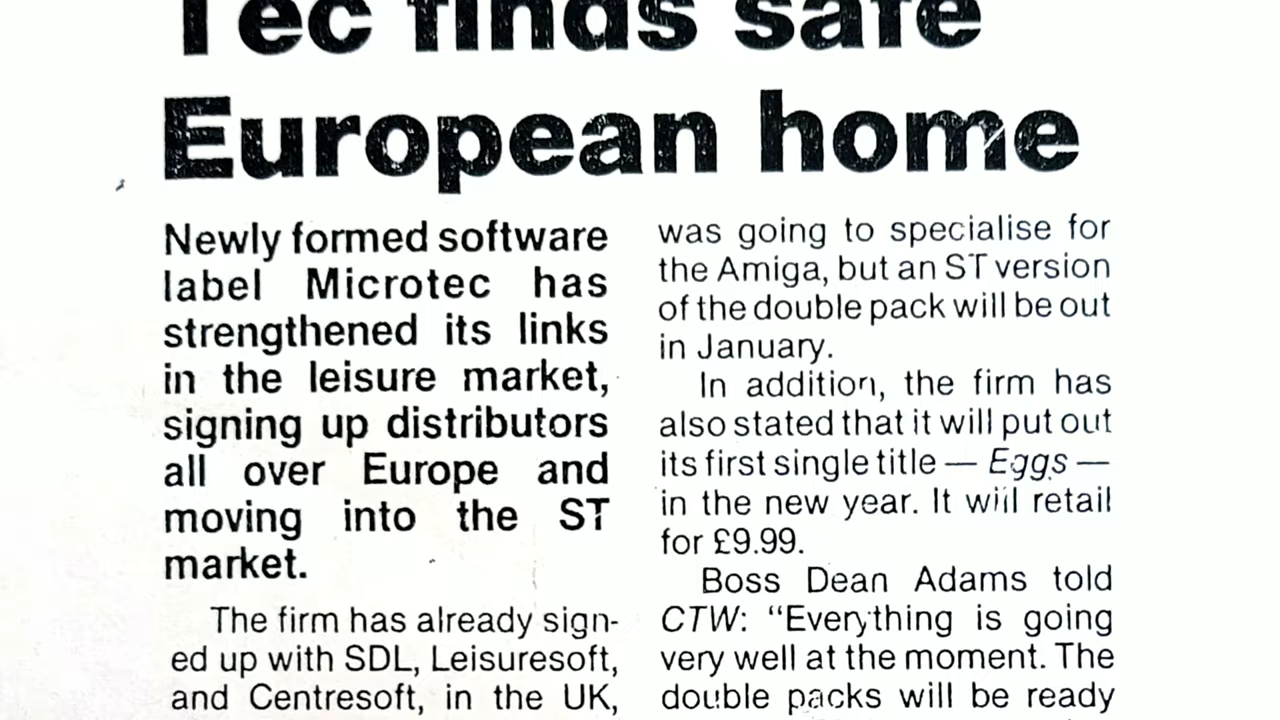 Tec finds safe
European home
Newly formed software
label Microtec has
strengthened its links
in the leisure market,
signing up distributors
all over Europe and
moving into the ST
market.
The firm has already sign-
ed up with SDL, Leisuresoft,
and Centresoft, in the UK,
was going to specialise for
the Amiga, but an ST version
of the double pack will be out
in January.
In addition, the firm has
also stated that it will put out
its first single title — Eggs —
in the new year. It will retail
for £9.99.
Boss Dean Adams told
CTW: “Everything is going
very well at the moment. The
double packs will be ready